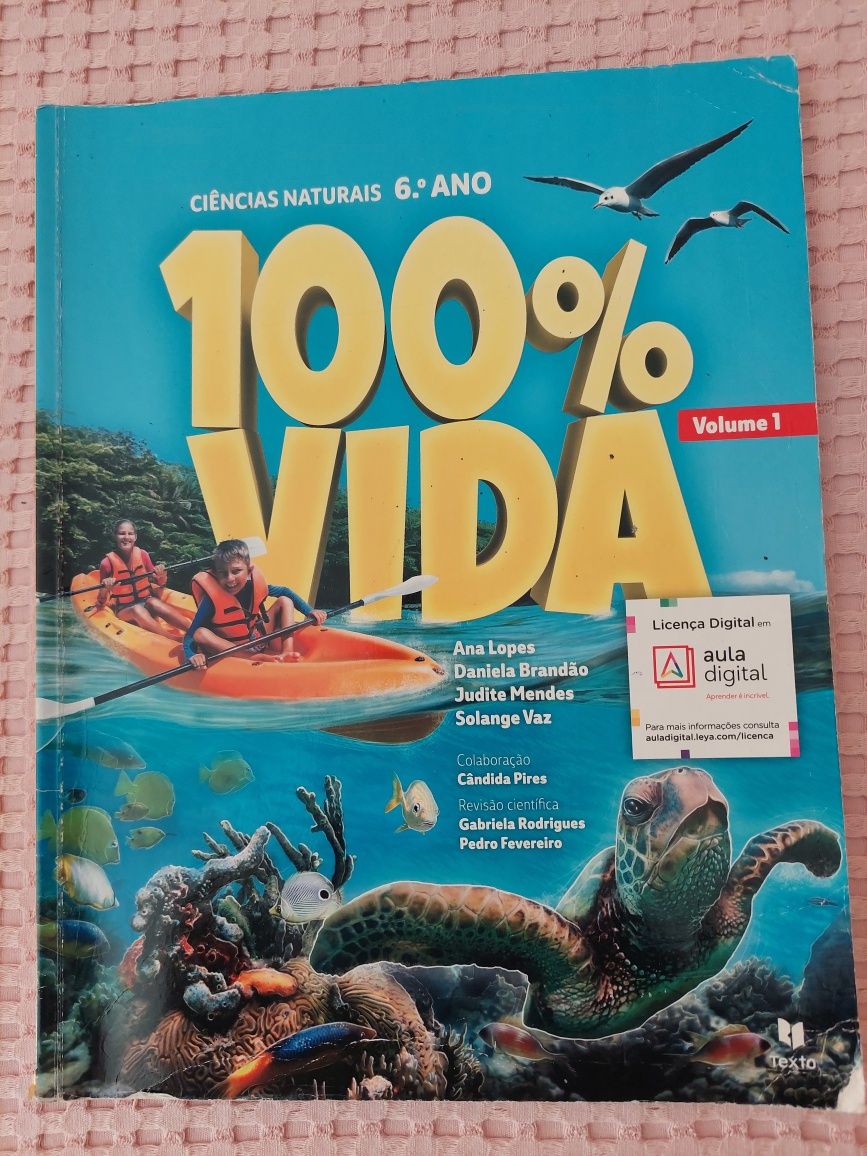 CIÊNCIAS NATURAIS 6.º ANO
100%
VIDA
Volume 1
Ana Lopes
Daniela Brandão
Judite Mendes
Solange Vaz
Colaboração
Cândida Pires
Revisão científica
Gabriela Rodrigues
Pedro Fevereiro
Licença Digital em
aula
digital
Aprender é incrível.
Para mais informações consulta
auladigital.leya.com/licenca
Texto